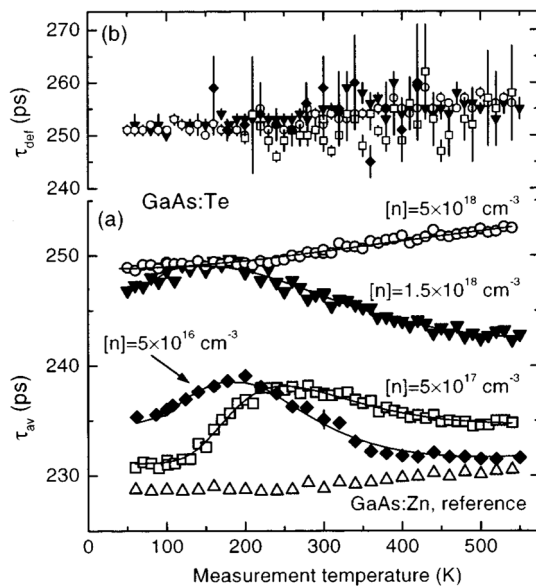 270
(b)
260
250
240
τdef (ps)
GaAs:Te
(a)
[n]=5×10¹⁸ cm⁻³
250
[n]=1.5×10¹⁸ cm⁻³
[n]=5×10¹⁶ cm⁻³
240
[n]=5×10¹⁷ cm⁻³
τav (ps)
230
GaAs:Zn, reference
0 100 200 300 400 500
Measurement temperature (K)